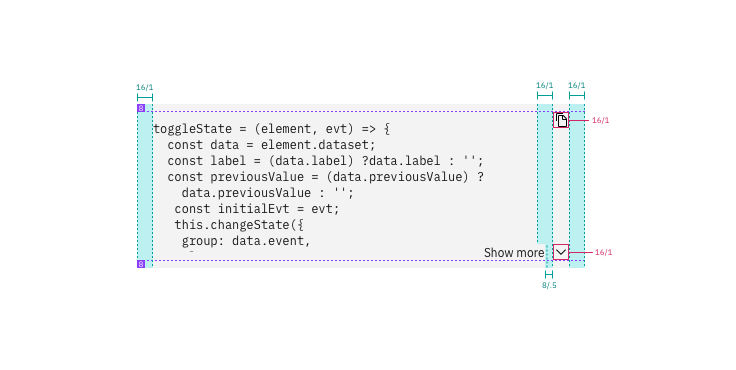 16/1
16/1
16/1
8
16/1
toggleState = (element, evt) => {
const data = element.dataset;
const label = (data.label) ?data.label : '';
const previousValue = (data.previousValue) ?
data.previousValue : '';
const initialEvt = evt;
this.changeState({
group: data.event,
Show more
16/1
8
8/.5